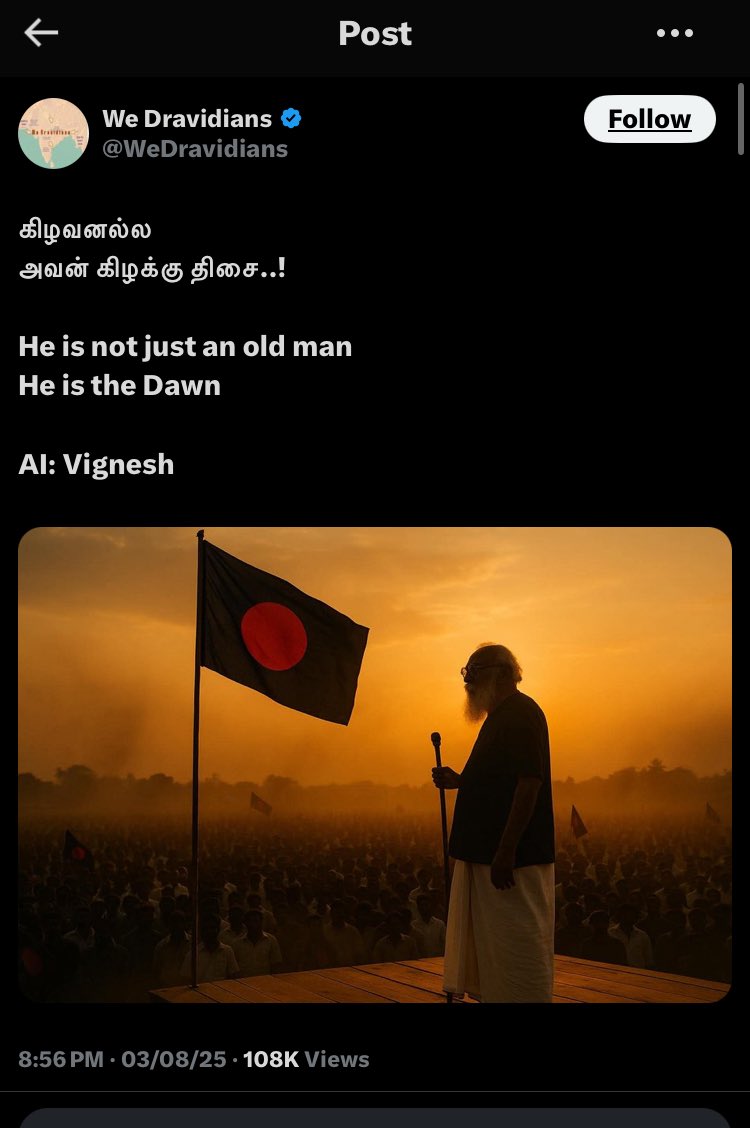 Post
We Dravidians
@WeDravidians
Follow
கிழவனல்ல
அவன் கிழக்கு திசை..!
He is not just an old man
He is the Dawn
AI: Vignesh
8:56 PM · 03/08/25 · 108K Views